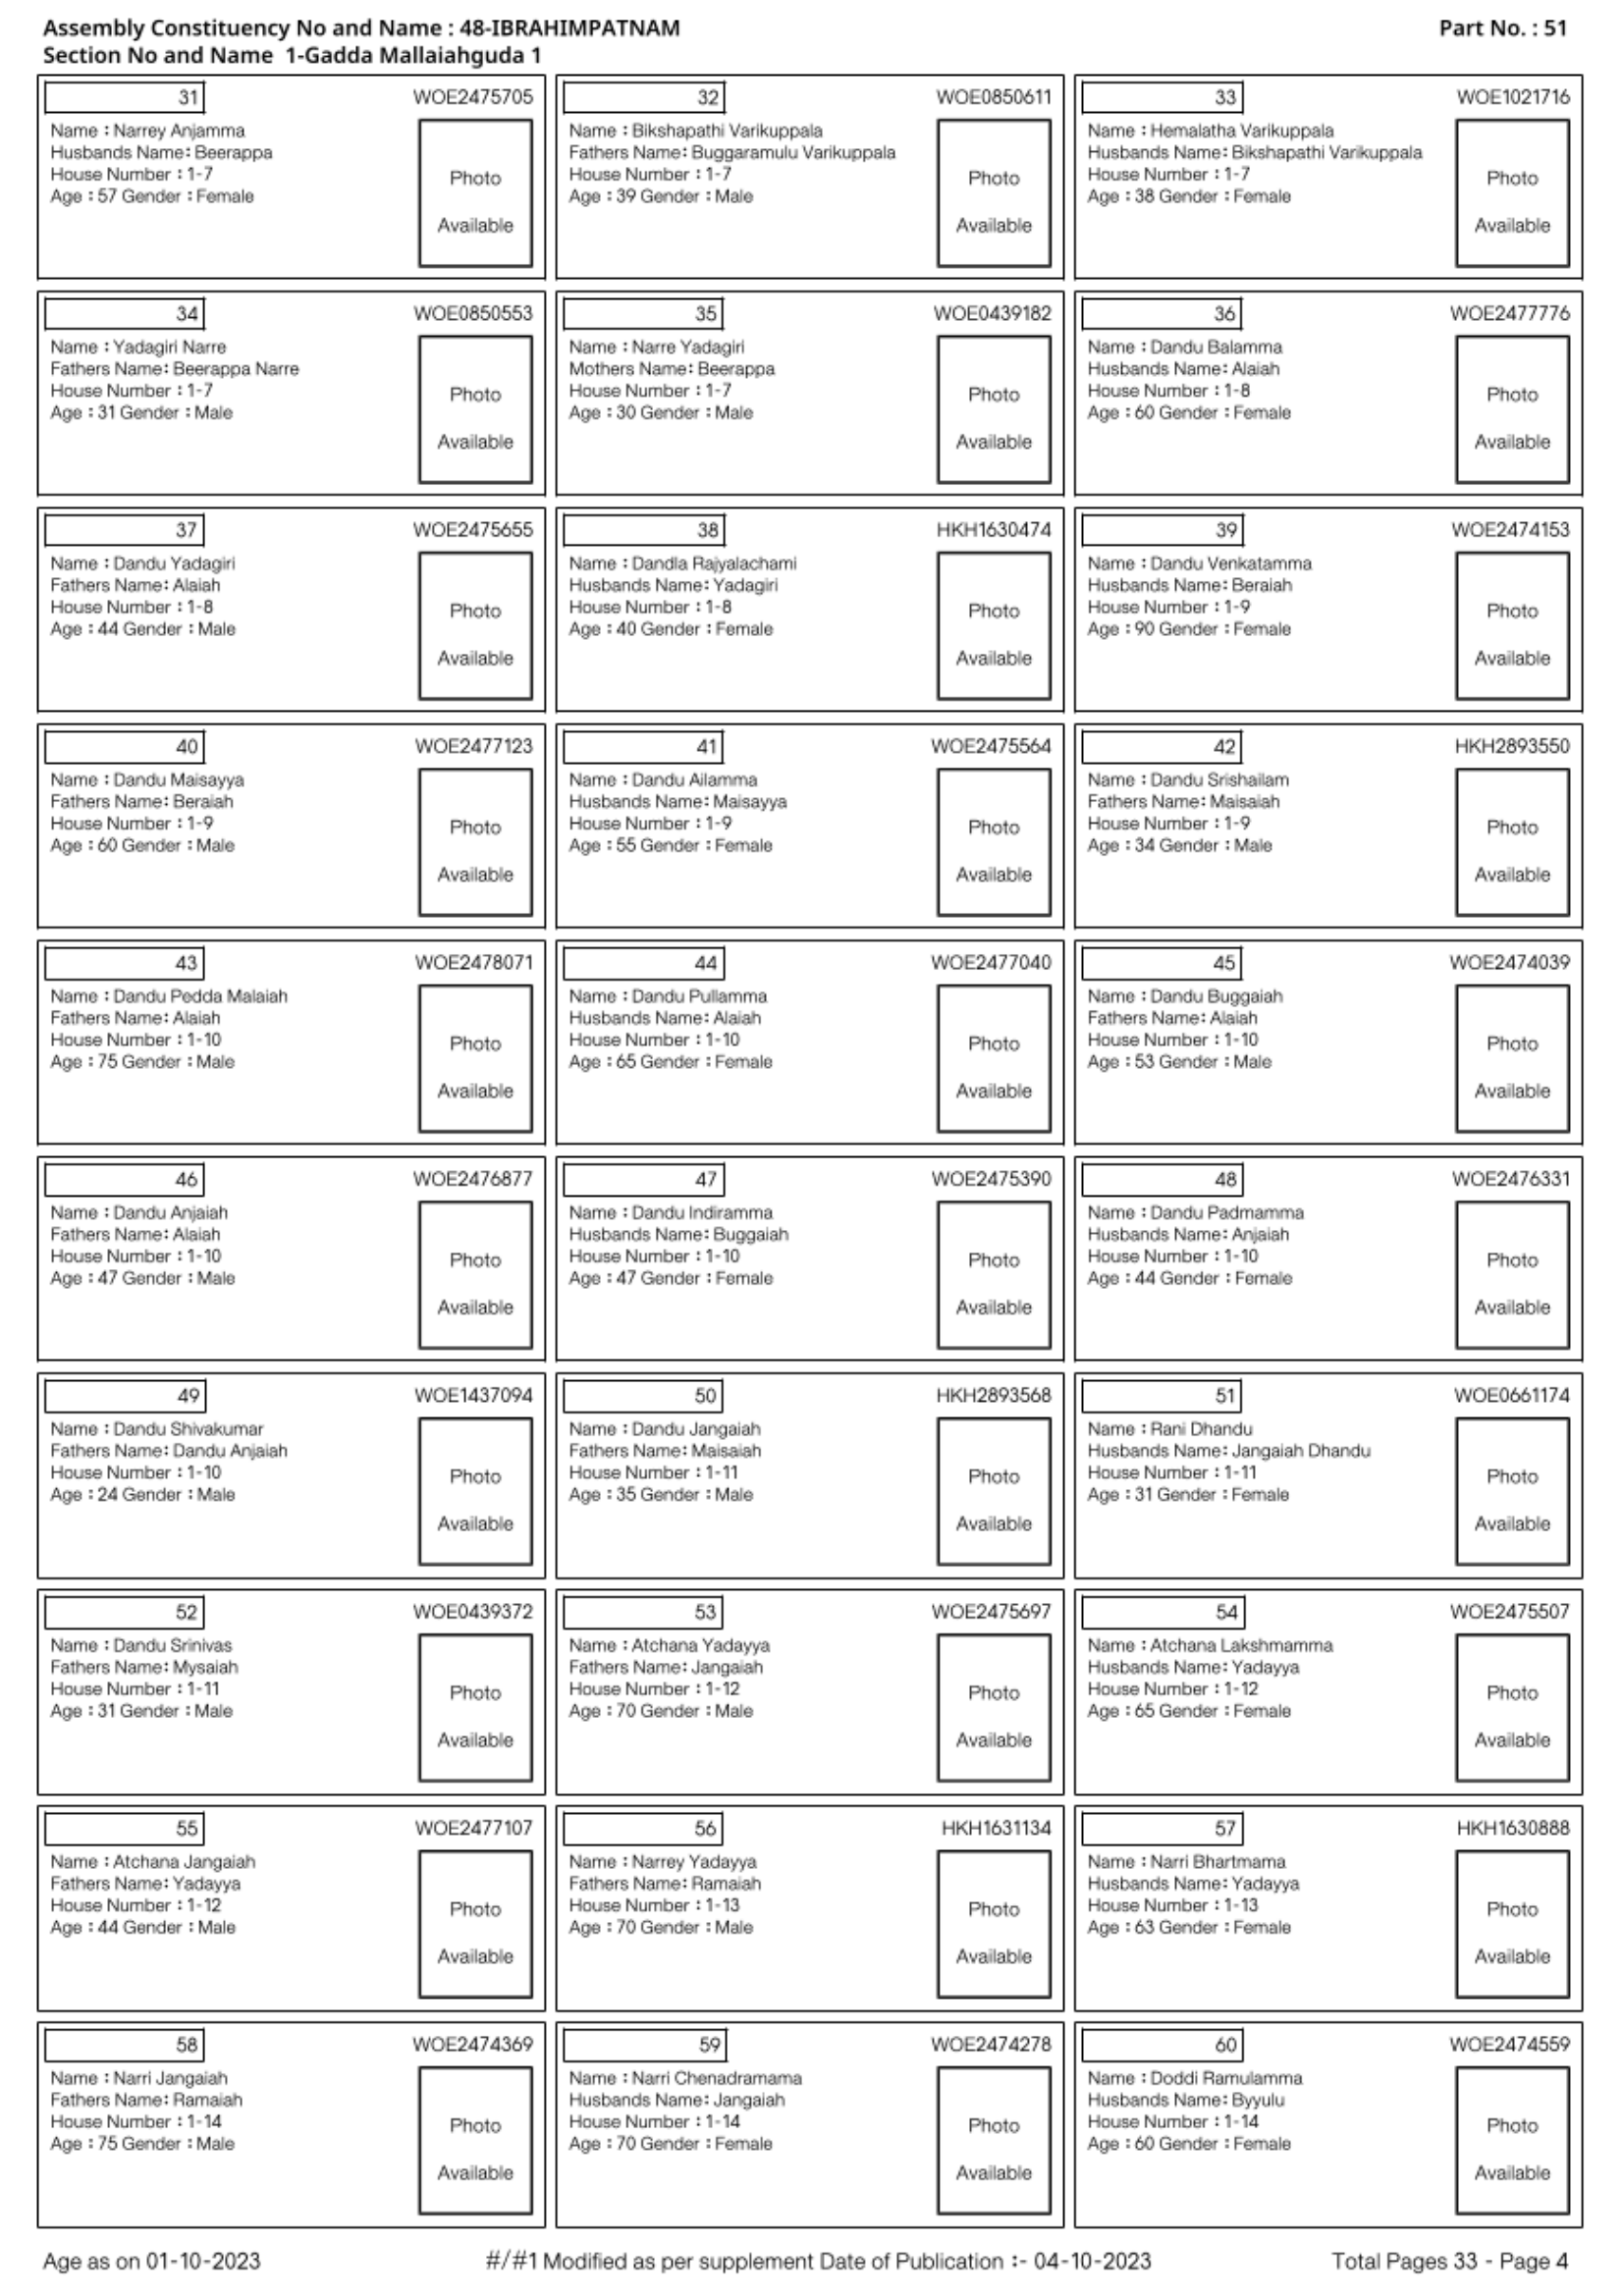 Assembly Constituency No and Name : 48-IBRAHIMPATNAM Part No. : 51
Section No and Name 1-Gadda Mallaiahguda 1
31 WOE2475705
Name : Narrey Anjamma
Husbands Name: Beerappa
House Number : 1-7
Age : 57 Gender : Female
Photo
Available
32 WOE0850611
Name : Bikshapathi Varikuppala
Fathers Name: Buggaramulu Varikuppala
House Number : 1-7
Age : 39 Gender : Male
Photo
Available
33 WOE1021716
Name : Hemalatha Varikuppala
Husbands Name: Bikshapathi Varikuppala
House Number : 1-7
Age : 38 Gender : Female
Photo
Available
34 WOE0850553
Name : Yadagiri Narre
Fathers Name: Beerappa Narre
House Number : 1-7
Age : 31 Gender : Male
Photo
Available
35 WOE0439182
Name : Narre Yadagiri
Mothers Name: Beerappa
House Number : 1-7
Age : 30 Gender : Male
Photo
Available
36 WOE2477776
Name : Dandu Balamma
Husbands Name: Alaiah
House Number : 1-8
Age : 60 Gender : Female
Photo
Available
37 WOE2475655
Name : Dandu Yadagiri
Fathers Name: Alaiah
House Number : 1-8
Age : 44 Gender : Male
Photo
Available
38 HKH1630474
Name : Dandla Rajyalachami
Husbands Name: Yadagiri
House Number : 1-8
Age : 40 Gender : Female
Photo
Available
39 WOE2474153
Name : Dandu Venkatamma
Husbands Name: Beraiah
House Number : 1-9
Age : 90 Gender : Female
Photo
Available
40 WOE2477123
Name : Dandu Maisayya
Fathers Name: Beraiah
House Number : 1-9
Age : 60 Gender : Male
Photo
Available
41 WOE2475564
Name : Dandu Ailamma
Husbands Name: Maisayya
House Number : 1-9
Age : 55 Gender : Female
Photo
Available
42 HKH2893550
Name : Dandu Srishailam
Fathers Name: Maisaiah
House Number : 1-9
Age : 34 Gender : Male
Photo
Available
43 WOE2478071
Name : Dandu Pedda Malaiah
Fathers Name: Alaiah
House Number : 1-10
Age : 75 Gender : Male
Photo
Available
44 WOE2477040
Name : Dandu Pullamma
Husbands Name: Alaiah
House Number : 1-10
Age : 65 Gender : Female
Photo
Available
45 WOE2474039
Name : Dandu Buggaiah
Fathers Name: Alaiah
House Number : 1-10
Age : 53 Gender : Male
Photo
Available
46 WOE2476877
Name : Dandu Anjaiah
Fathers Name: Alaiah
House Number : 1-10
Age : 47 Gender : Male
Photo
Available
47 WOE2475390
Name : Dandu Indiramma
Husbands Name: Buggaiah
House Number : 1-10
Age : 47 Gender : Female
Photo
Available
48 WOE2476331
Name : Dandu Padmamma
Husbands Name: Anjaiah
House Number : 1-10
Age : 44 Gender : Female
Photo
Available
49 WOE1437094
Name : Dandu Shivakumar
Fathers Name: Dandu Anjaiah
House Number : 1-10
Age : 24 Gender : Male
Photo
Available
50 HKH2893568
Name : Dandu Jangaiah
Fathers Name: Maisaiah
House Number : 1-11
Age : 35 Gender : Male
Photo
Available
51 WOE0661174
Name : Rani Dhandu
Husbands Name: Jangaiah Dhandu
House Number : 1-11
Age : 31 Gender : Female
Photo
Available
52 WOE0439372
Name : Dandu Srinivas
Fathers Name: Mysaiah
House Number : 1-11
Age : 31 Gender : Male
Photo
Available
53 WOE2475697
Name : Atchana Yadayya
Fathers Name: Jangaiah
House Number : 1-12
Age : 70 Gender : Male
Photo
Available
54 WOE2475507
Name : Atchana Lakshmamma
Husbands Name: Yadayya
House Number : 1-12
Age : 65 Gender : Female
Photo
Available
55 WOE2477107
Name : Atchana Jangaiah
Fathers Name: Yadayya
House Number : 1-12
Age : 44 Gender : Male
Photo
Available
56 HKH1631134
Name : Narrey Yadayya
Fathers Name: Ramaiah
House Number : 1-13
Age : 70 Gender : Male
Photo
Available
57 HKH1630888
Name : Narri Bhartmama
Husbands Name: Yadayya
House Number : 1-13
Age : 63 Gender : Female
Photo
Available
58 WOE2474369
Name : Narri Jangaiah
Fathers Name: Ramaiah
House Number : 1-14
Age : 75 Gender : Male
Photo
Available
59 WOE2474278
Name : Narri Chenadramama
Husbands Name: Jangaiah
House Number : 1-14
Age : 70 Gender : Female
Photo
Available
60 WOE2474559
Name : Doddi Ramulamma
Husbands Name: Byyulu
House Number : 1-14
Age : 60 Gender : Female
Photo
Available
Age as on 01-10-2023 #/#1 Modified as per supplement Date of Publication :- 04-10-2023 Total Pages 33 - Page 4